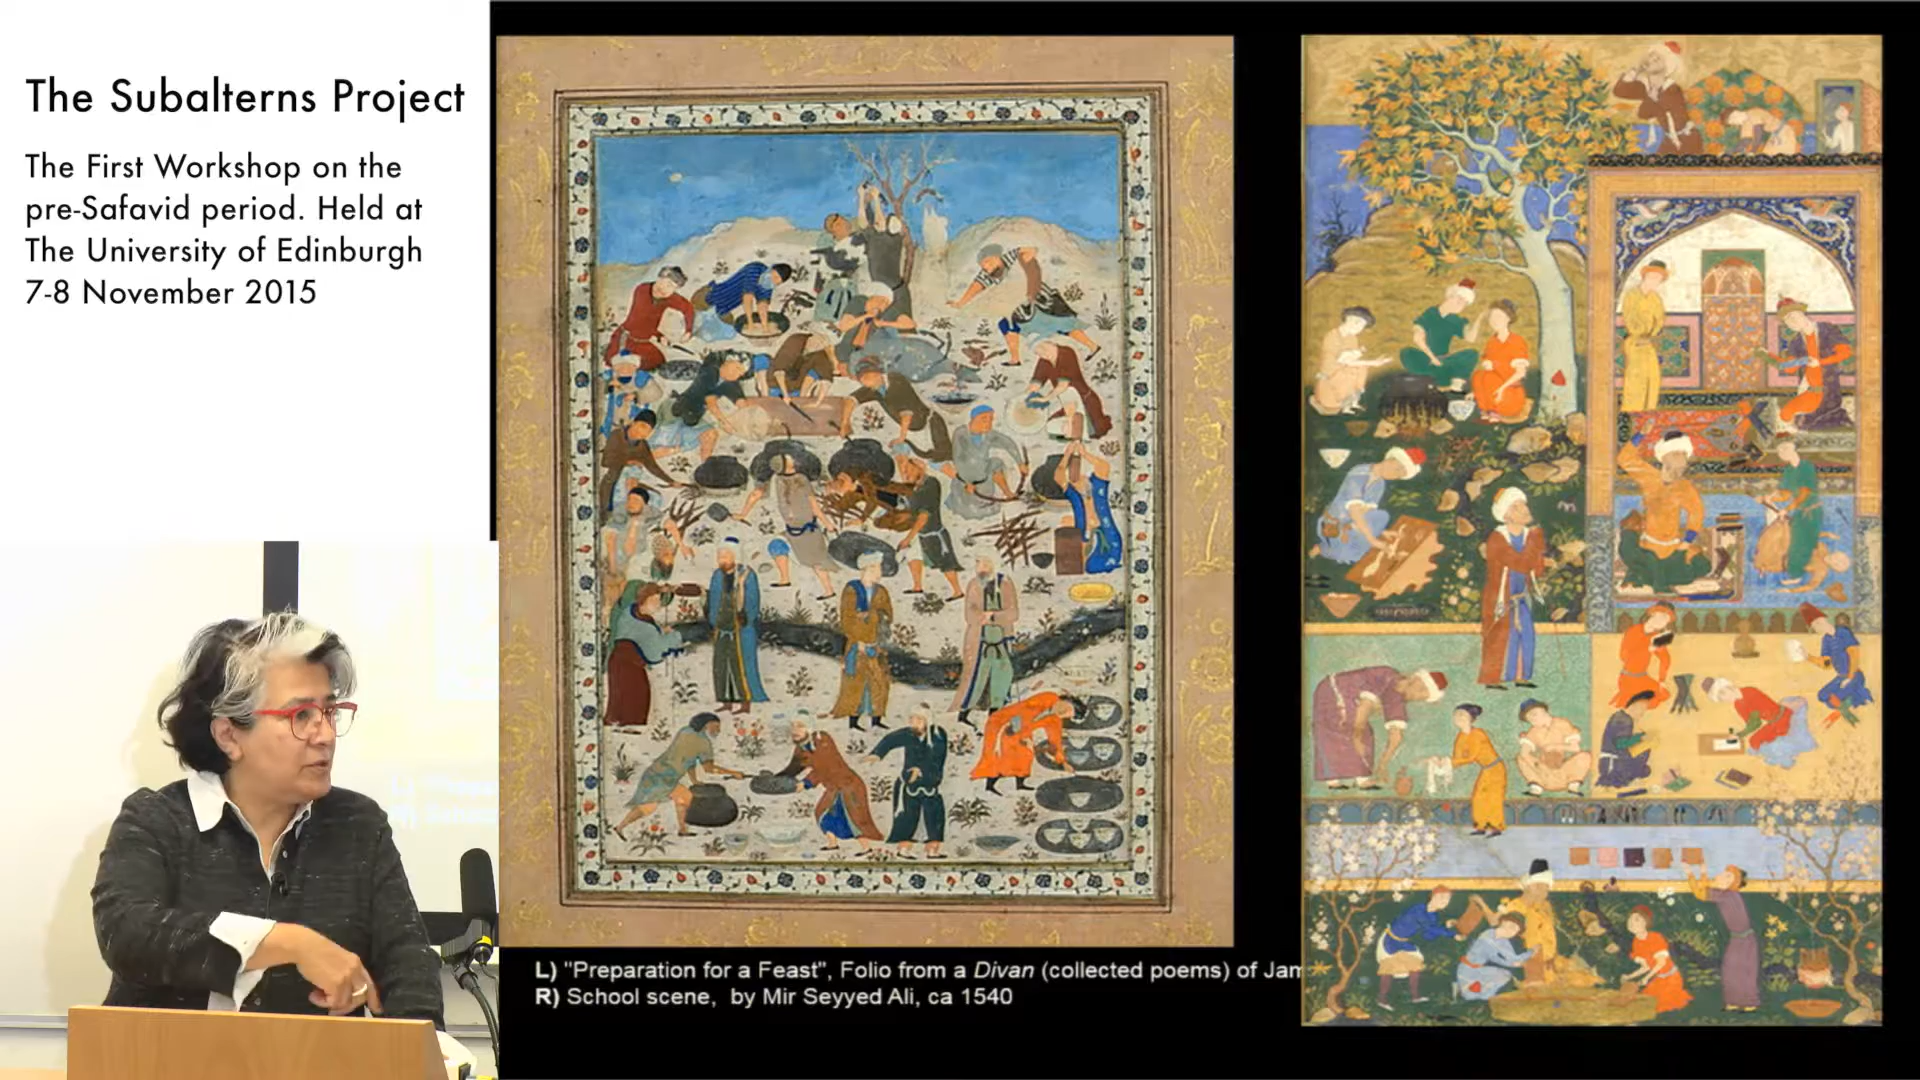 The Subalterns Project
The First Workshop on the
pre-Safavid period. Held at
The University of Edinburgh
7-8 November 2015
L) "Preparation for a Feast", Folio from a Divan (collected poems) of Jam
R) School scene, by Mir Seyyed Ali, ca 1540